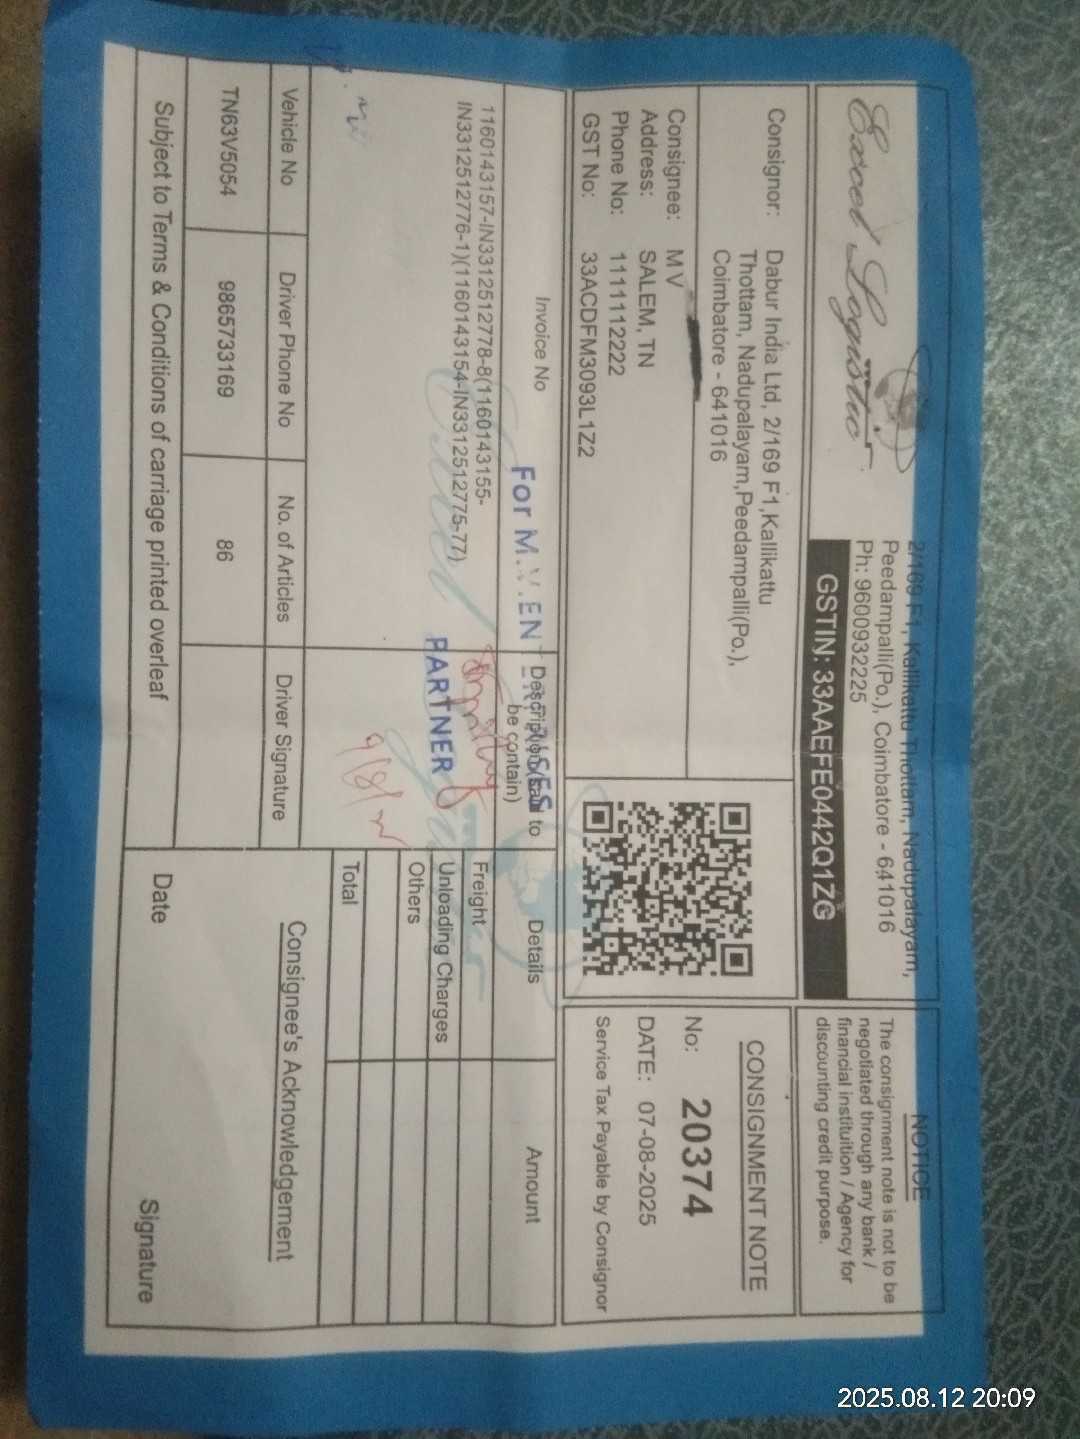 Excel Logistic
2/169 F1, Kallikattu Thottam, Nadupalayam,
Peedampalli(Po.), Coimbatore - 641016
Ph: 9600932225
GSTIN: 33AAEFE0442Q1ZG
NOTICE
The consignment note is not to be
negotiated through any bank /
financial instituition / Agency for
discounting credit purpose.
Consignor: Dabur India Ltd, 2/169 F1,Kallikattu
Thottam, Nadupalayam,Peedampalli(Po.),
Coimbatore - 641016
Consignee: M V
Address: SALEM, TN
Phone No: 1111112222
GST No: 33ACDFM3093L1Z2
CONSIGNMENT NOTE
No: 20374
DATE: 07-08-2025
Service Tax Payable by Consignor
Invoice No
Description(said to
be contain)
Details
Amount
1160143157-IN3312512778-8(1160143155-
IN3312512776-1)(1160143154-IN3312512775-77)
For M.V.ENTERPRISES
PARTNER
9/8/
Freight
Unloading Charges
Others
Total
Vehicle No
Driver Phone No
No. of Articles
Driver Signature
TN63V5054
9865733169
86
Consignee's Acknowledgement
Subject to Terms & Conditions of carriage printed overleaf
Date
Signature
2025.08.12 20:09